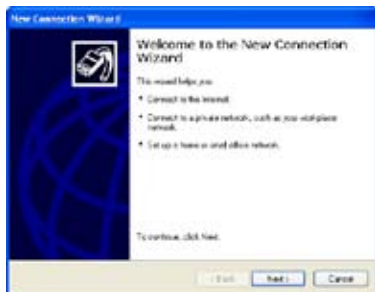 New Connection Wizard
Welcome to the New Connection
Wizard
This wizard helps you:
* Connect to the Internet.
* Connect to a private network, such as your workplace
network.
* Set up a home or small office network.
To continue, click Next.
< Back
Next >
Cancel